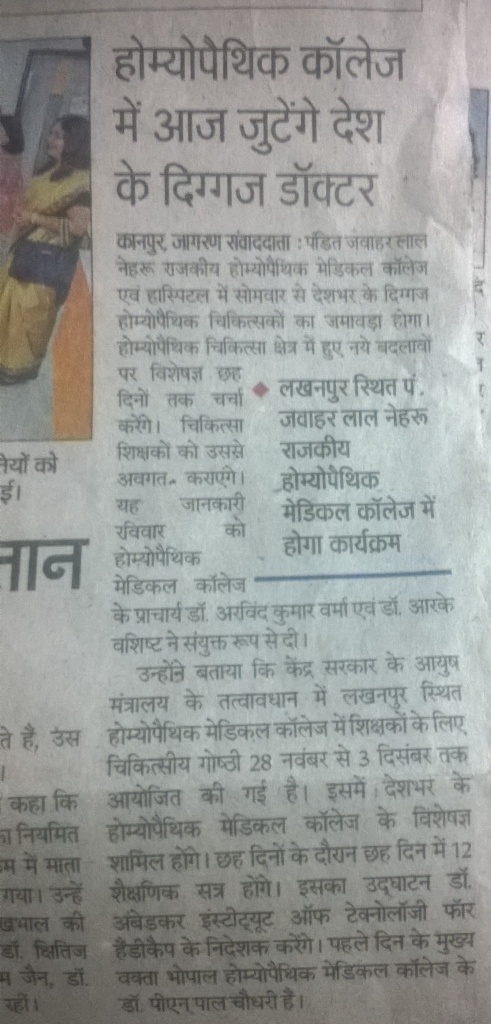 होम्योपैथिक कॉलेज
में आज जुटेंगे देश
के दिग्गज डॉक्टर
कानपुर, जागरण संवाददाता : पंडित जवाहर लाल
नेहरू राजकीय होम्योपैथिक मेडिकल कॉलेज
एवं हास्पिटल में सोमवार से देशभर के दिग्गज
होम्योपैथिक चिकित्सकों का जमावड़ा होगा।
होम्योपैथिक चिकित्सा क्षेत्र में हुए नये बदलावों
पर विशेषज्ञ छह
दिनों तक चर्चा
करेंगे। चिकित्सा
शिक्षकों को उससे
अवगत कराएंगे।
यह जानकारी
रविवार को
होम्योपैथिक
मेडिकल कॉलेज
के प्राचार्य डॉ. अरविंद कुमार वर्मा एवं डॉ. आरके
वशिष्ट ने संयुक्त रूप से दी।
लखनपुर स्थित पं.
जवाहर लाल नेहरू
राजकीय
होम्योपैथिक
मेडिकल कॉलेज में
होगा कार्यक्रम
उन्होंने बताया कि केंद्र सरकार के आयुष
मंत्रालय के तत्वावधान में लखनपुर स्थित
होम्योपैथिक मेडिकल कॉलेज में शिक्षकों के लिए
चिकित्सीय गोष्ठी 28 नवंबर से 3 दिसंबर तक
आयोजित की गई है। इसमें देशभर के
होम्योपैथिक मेडिकल कॉलेज के विशेषज्ञ
शामिल होंगे। छह दिनों के दौरान छह दिन में 12
शैक्षणिक सत्र होंगे। इसका उद्घाटन डॉ.
अंबेडकर इंस्टीट्यूट ऑफ टेक्नोलॉजी फॉर
हैंडीकैप के निदेशक करेंगे। पहले दिन के मुख्य
वक्ता भोपाल होम्योपैथिक मेडिकल कॉलेज के
डॉ. पीएन पाल चौधरी हैं।
को
ई।
ते हैं, उस
कहा कि
नियमित
में माता
गया। उन्हें
की
डॉ. क्षितिज
जैन, डॉ.
रहीं।